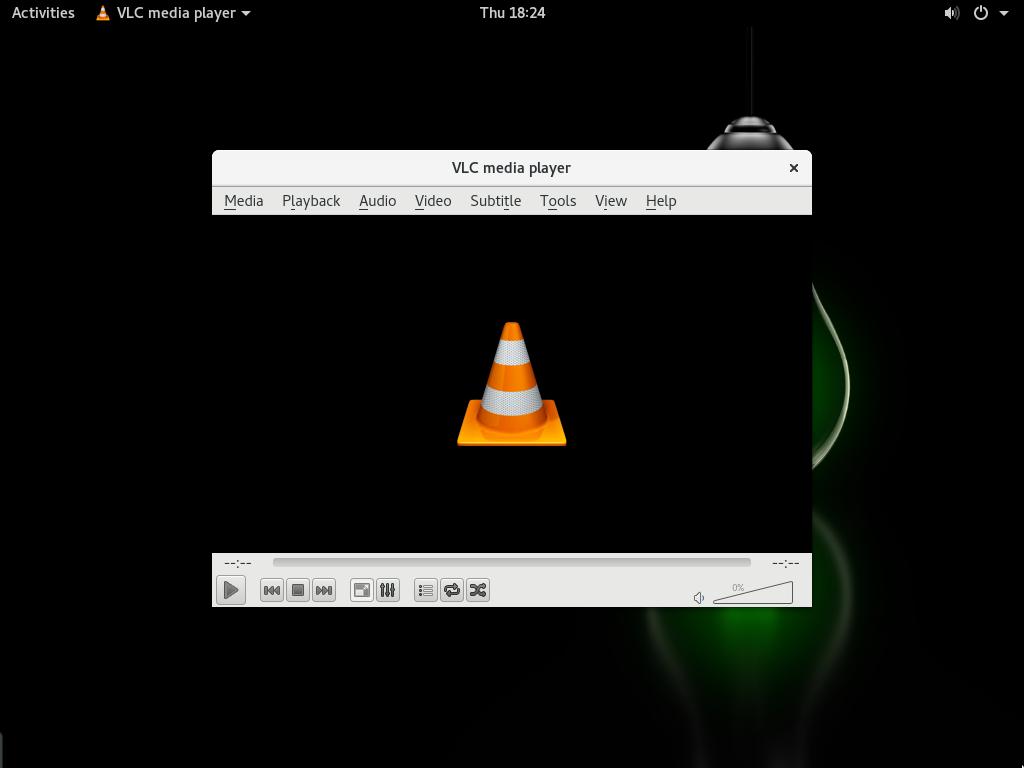 Activities VLC media player Thu 18:24
VLC media player
Media Playback Audio Video Subtitle Tools View Help
--:-- --:--
0%